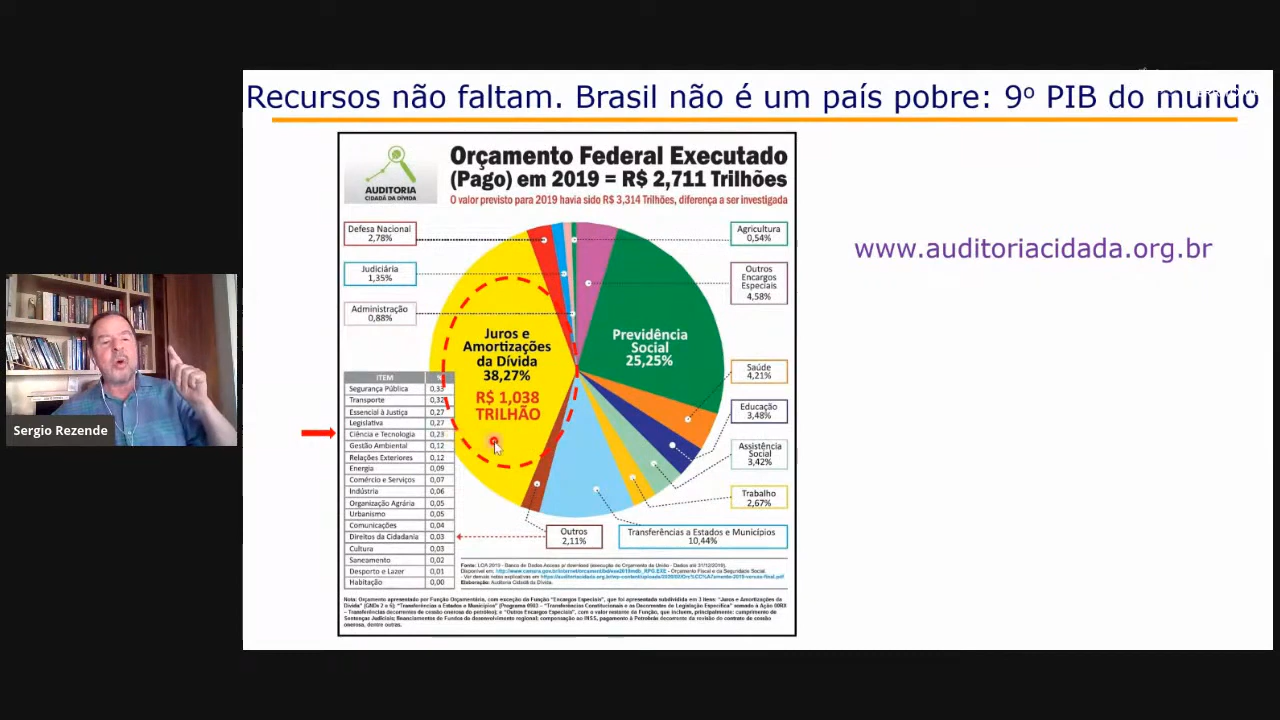 Recursos não faltam. Brasil não é um país pobre: 9º PIB do mundo
AUDITORIA
CIDADÃ DA DÍVIDA
Orçamento Federal Executado
(Pago) em 2019 = R$ 2,711 Trilhões
O valor previsto para 2019 havia sido R$ 3,314 Trilhões, diferença a ser investigada
www.auditoriacidada.org.br
Defesa Nacional
2,78%
Judiciária
1,35%
Administração
0,88%
Juros e
Amortizações
da Dívida
38,27%
R$ 1,038
TRILHÃO
Previdência
Social
25,25%
Agricultura
0,54%
Outros
Encargos
Especiais
4,58%
Saúde
4,21%
Educação
3,48%
Assistência
Social
3,42%
Trabalho
2,67%
Transferências a Estados e Municípios
10,44%
Outros
2,11%
ITEM %
Segurança Pública 0,33
Transporte 0,32
Essencial à Justiça 0,27
Legislativa 0,27
Ciência e Tecnologia 0,23
Gestão Ambiental 0,12
Relações Exteriores 0,12
Energia 0,09
Comércio e Serviços 0,07
Indústria 0,06
Organização Agrária 0,05
Urbanismo 0,05
Comunicações 0,04
Direitos da Cidadania 0,03
Cultura 0,03
Saneamento 0,02
Desporto e Lazer 0,01
Habitação 0,00
Elaboração: Auditoria Cidadã da Dívida.
Sergio Rezende